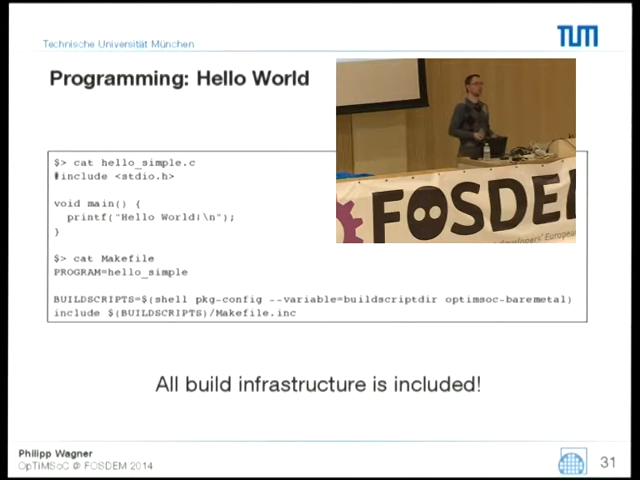 Technische Universität München
TUM
Programming: Hello World
$> cat hello_simple.c
#include <stdio.h>
void main() {
printf("Hello World!\n");
}
$> cat Makefile
PROGRAM=hello_simple
BUILDSCRIPTS=$(shell pkg-config --variable=buildscriptdir optimsoc-baremetal)
include $(BUILDSCRIPTS)/Makefile.inc
FOSDEM
developers' European
All build infrastructure is included!
Philipp Wagner
OpTiMSoC @ FOSDEM 2014
31